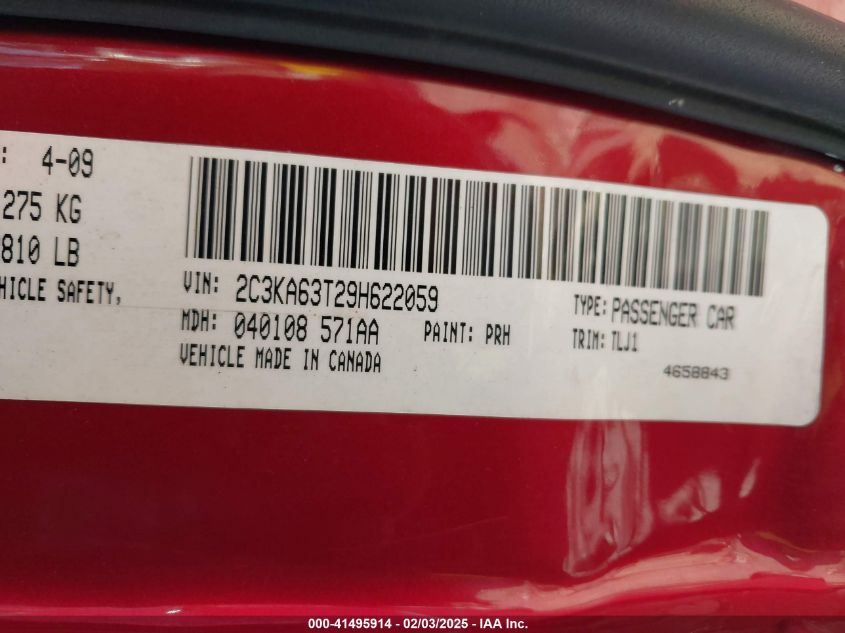 : 4-09
275 KG
810 LB
HICLE SAFETY,
VIN: 2C3KA63T29H622059
MDH: 040108 571AA
PAINT: PRH
VEHICLE MADE IN CANADA
TYPE: PASSENGER CAR
TRIM: TLJ1
4658843
000-41495914 - 02/03/2025 - IAA Inc.